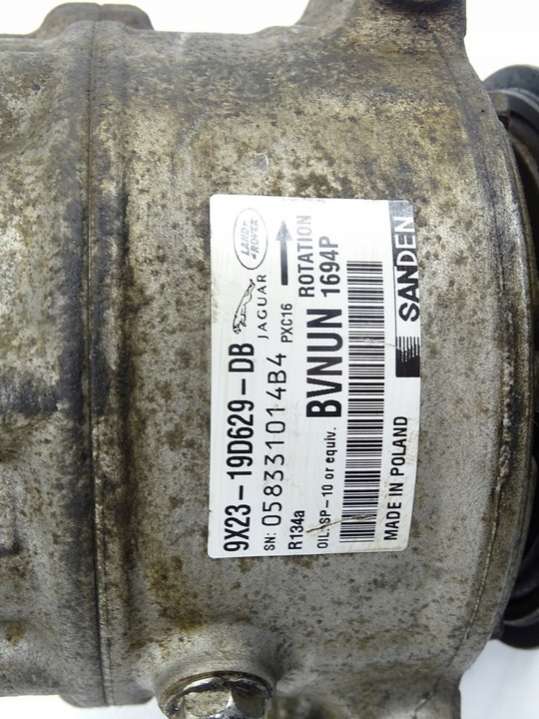 9X23-19D629-DB
JAGUAR
LAND ROVER
SN: 0583331014B4
PXC16
R134a
BVNUN
ROTATION
1694P
OIL: SP-10 or equiv.
MADE IN POLAND
SANDEN